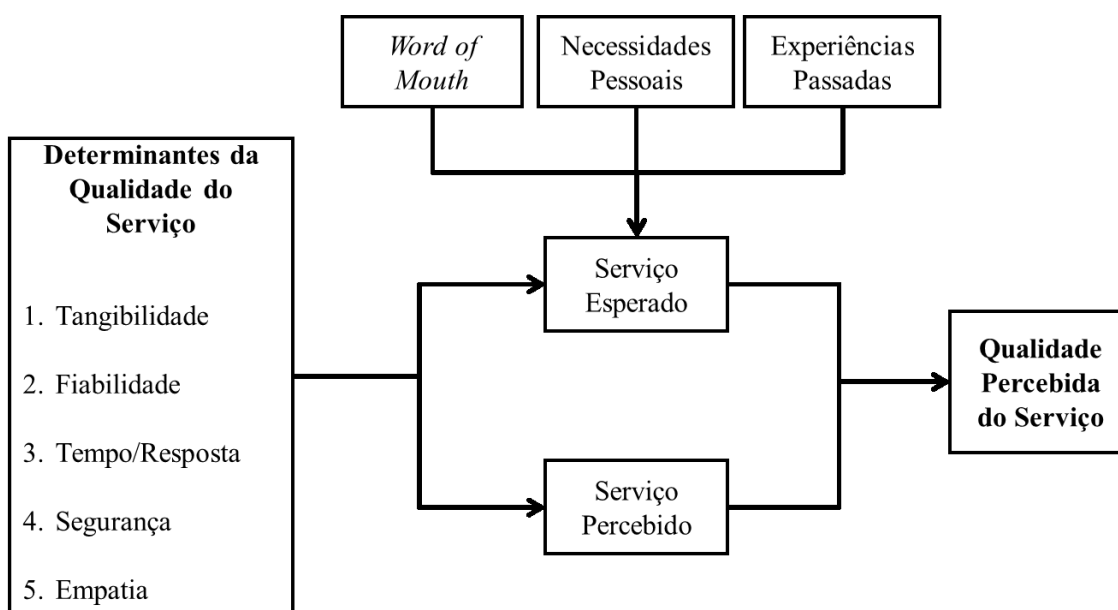 Word of
Mouth
Necessidades
Pessoais
Experiências
Passadas
Determinantes da
Qualidade do
Serviço
1. Tangibilidade
2. Fiabilidade
3. Tempo/Resposta
4. Segurança
5. Empatia
Serviço
Esperado
Serviço
Percebido
Qualidade
Percebida
do Serviço